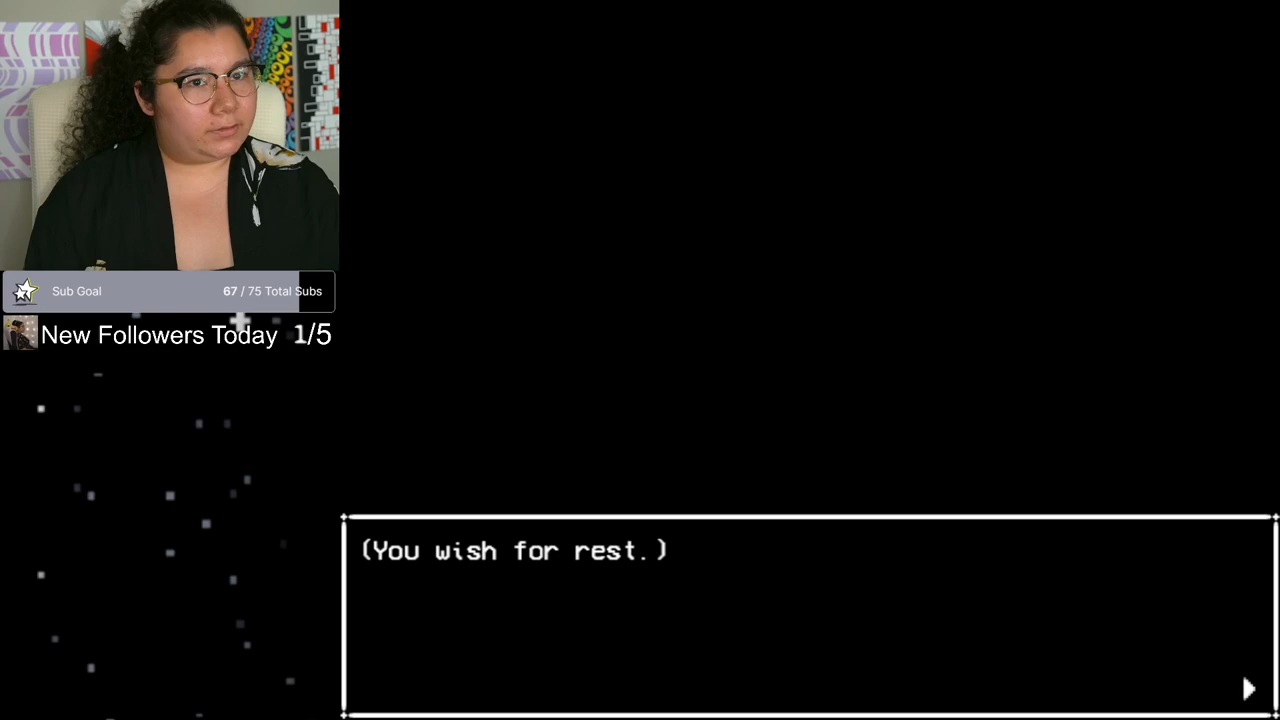 Sub Goal 67 / 75 Total Subs
New Followers Today 1/5
(You wish for rest.)